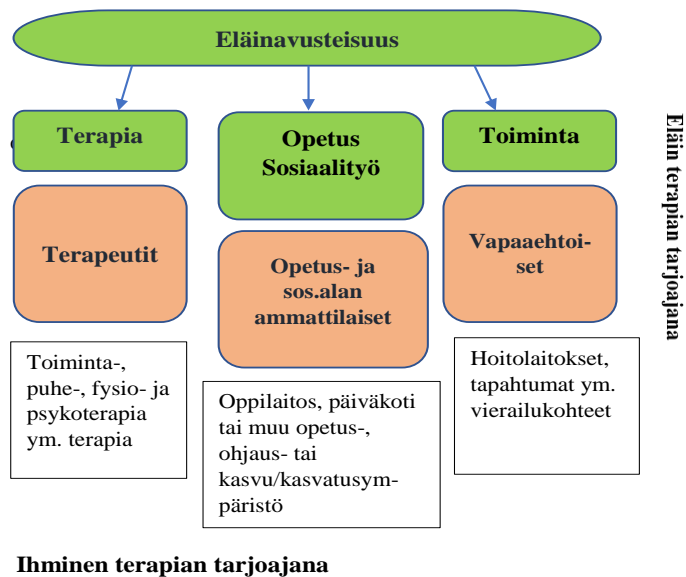 Eläinavusteisuus
Terapia
Opetus
Sosiaalityö
Toiminta
Terapeutit
Opetus- ja
sos.alan
ammattilaiset
Vapaaehtoi-
set
Toiminta-,
puhe-, fysio- ja
psykoterapia
ym. terapia
Oppilaitos, päiväkoti
tai muu opetus-,
ohjaus- tai
kasvu/kasvatusym-
päristö
Hoitolaitokset,
tapahtumat ym.
vierailukohteet
Eläin terapian tarjoajana
Ihminen terapian tarjoajana